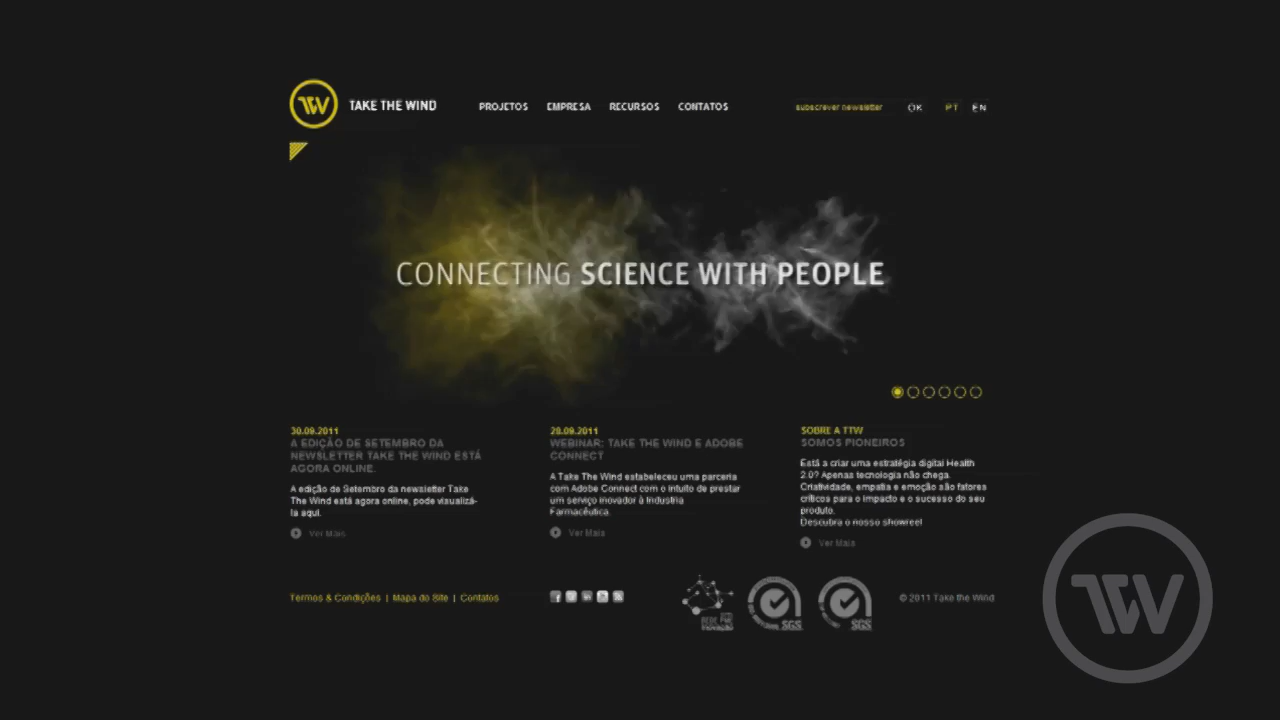 TW TAKE THE WIND
PROJETOS EMPRESA RECURSOS CONTATOS
subscrever newsletter OK PT EN
CONNECTING SCIENCE WITH PEOPLE
30.09.2011
A EDIÇÃO DE SETEMBRO DA
NEWSLETTER TAKE THE WIND ESTÁ
AGORA ONLINE.
A edição de Setembro da newsletter Take
The Wind está agora online, pode visualizá-
la aqui.
Ver Mais
28.09.2011
WEBINAR: TAKE THE WIND E ADOBE
CONNECT
A Take The Wind estabeleceu uma parceria
com Adobe Connect com o intuito de prestar
um serviço inovador à Indústria
Farmacêutica.
Ver Mais
SOBRE A TTW
SOMOS PIONEIROS
Está a criar uma estratégia digital Health
2.0? Apenas tecnologia não chega.
Criatividade, empatia e emoção são fatores
críticos para o impacto e o sucesso do seu
produto.
Descubra o nosso showreel
Ver Mais
Termos & Condições | Mapa do Site | Contatos
REDE PME
INOVAÇÃO
SGS
SGS
© 2011 Take the Wind
TW